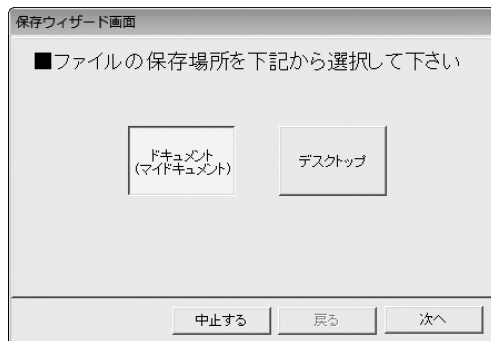 保存ウィザード画面
■ファイルの保存場所を下記から選択して下さい
ドキュメント
(マイドキュメント)
デスクトップ
中止する
戻る
次へ